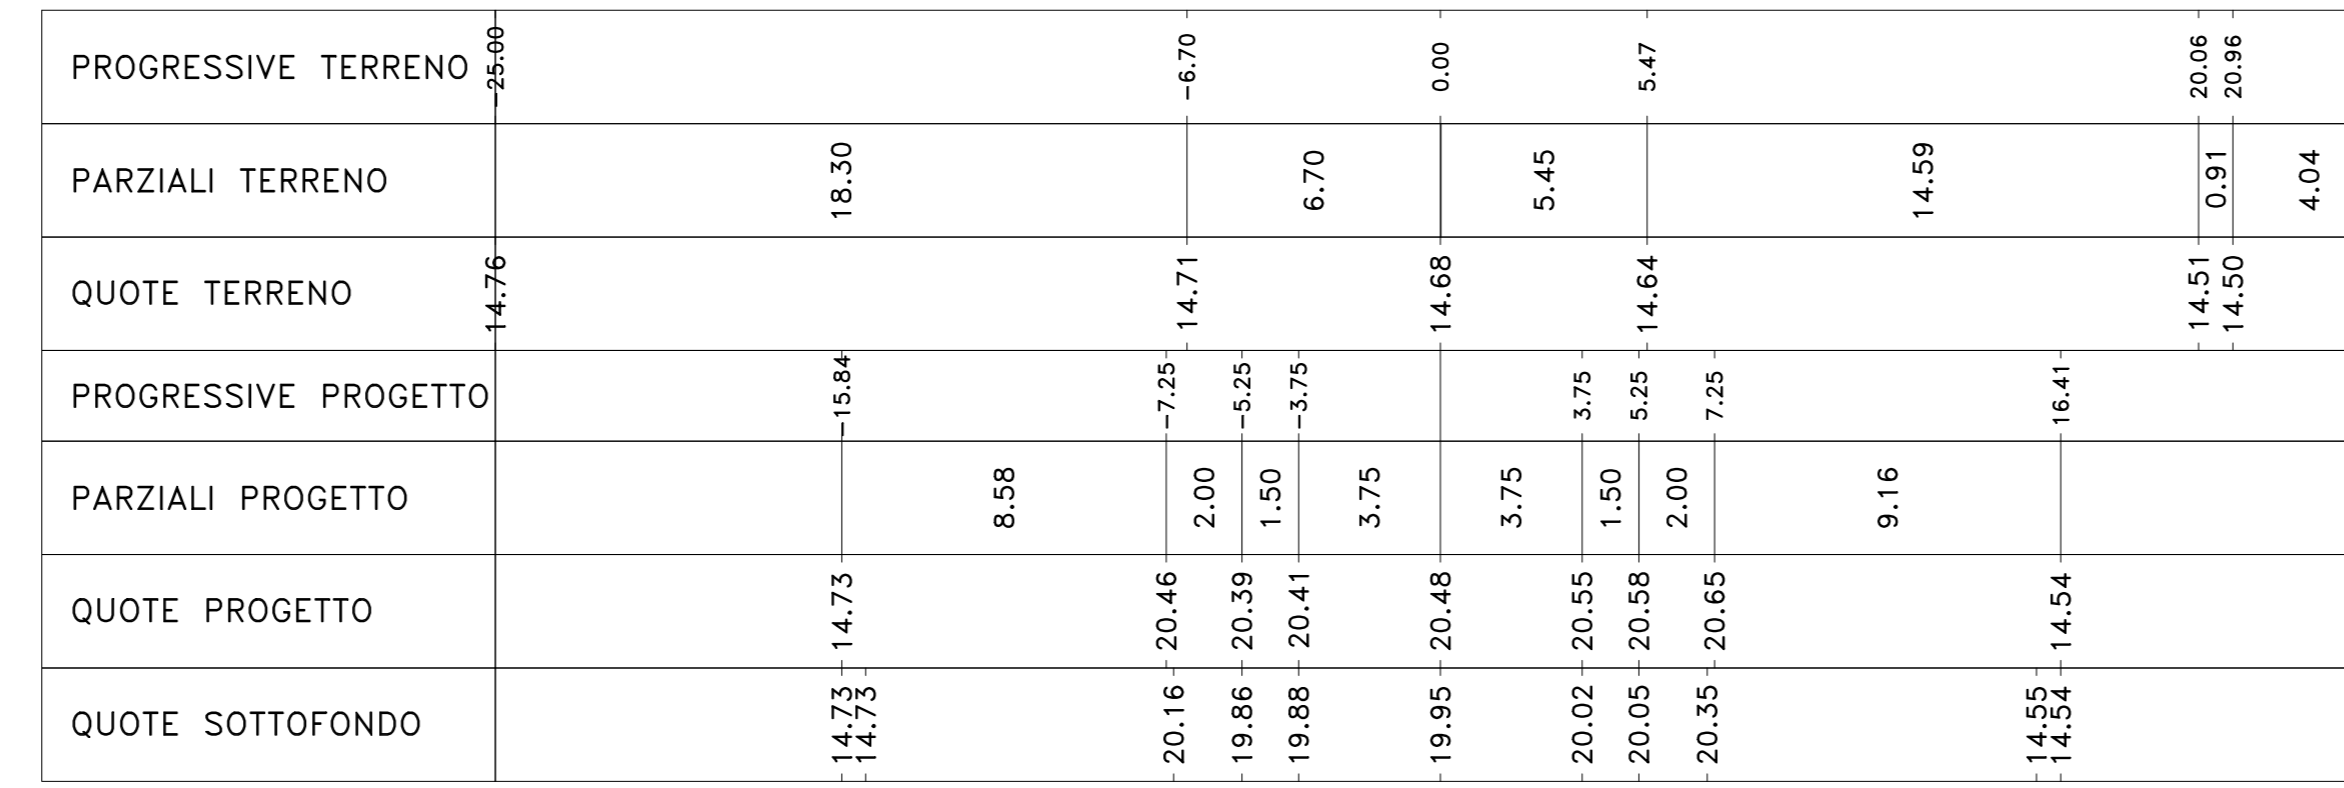 PROGRESSIVE TERRENO -25.00 -6.70 0.00 5.47 20.06 20.96
PARZIALI TERRENO 18.30 6.70 5.45 14.59 0.91 4.04
QUOTE TERRENO 14.76 14.71 14.68 14.64 14.51 14.50
PROGRESSIVE PROGETTO -15.84 -7.25 -5.25 -3.75 3.75 5.25 7.25 16.41
PARZIALI PROGETTO 8.58 2.00 1.50 3.75 3.75 1.50 2.00 9.16
QUOTE PROGETTO 14.73 20.46 20.39 20.41 20.48 20.55 20.58 20.65 14.54
QUOTE SOTTOFONDO 14.73 14.73 20.16 19.86 19.88 19.95 20.02 20.05 20.35 14.55 14.54